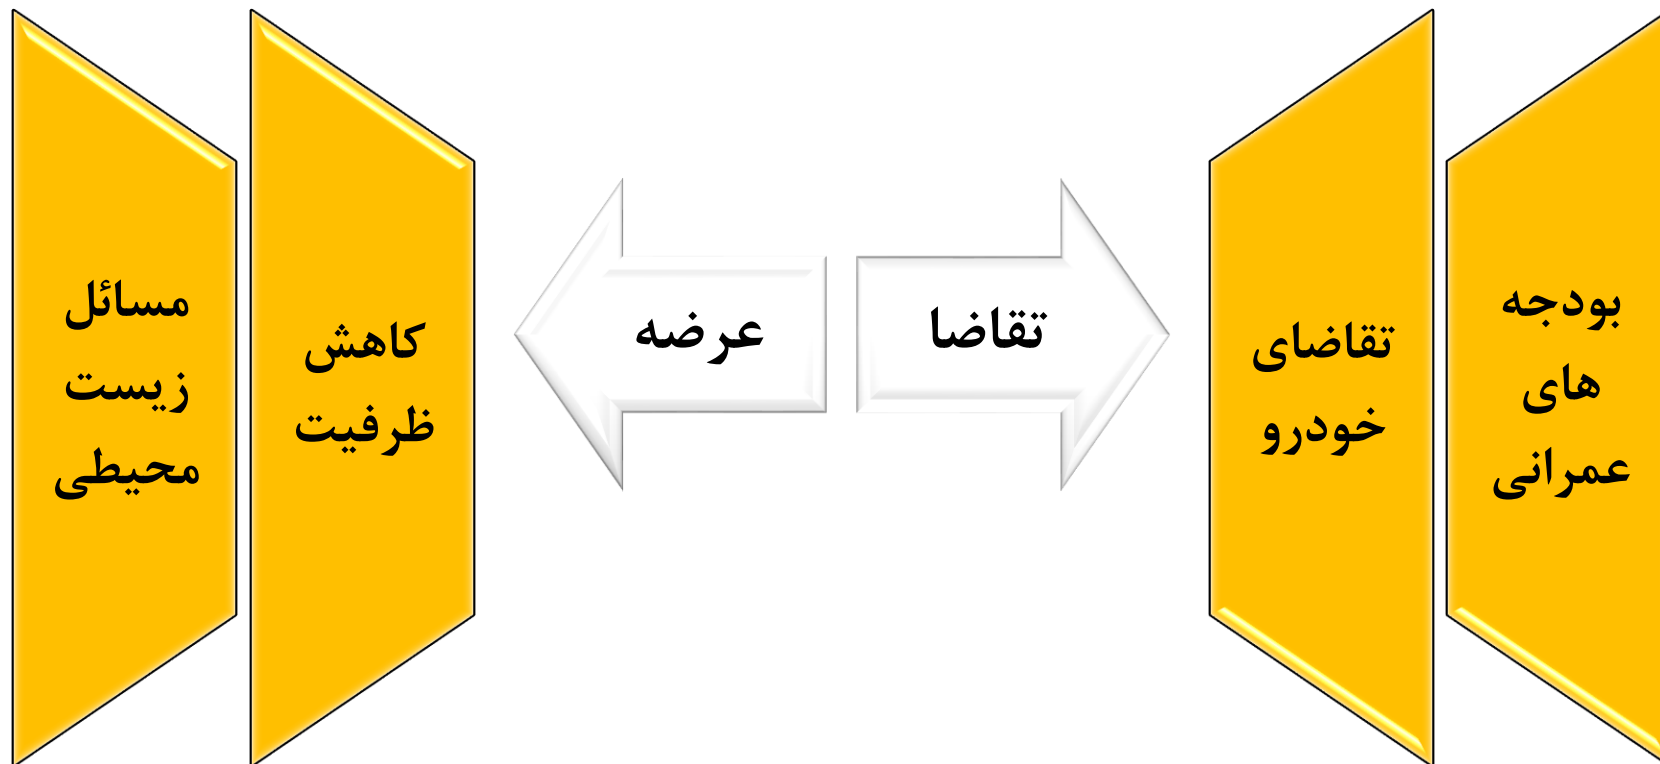 بودجه
های
عمرانی
تقاضای
خودرو
تقاضا
عرضه
کاهش
ظرفیت
مسائل
زیست
محیطی